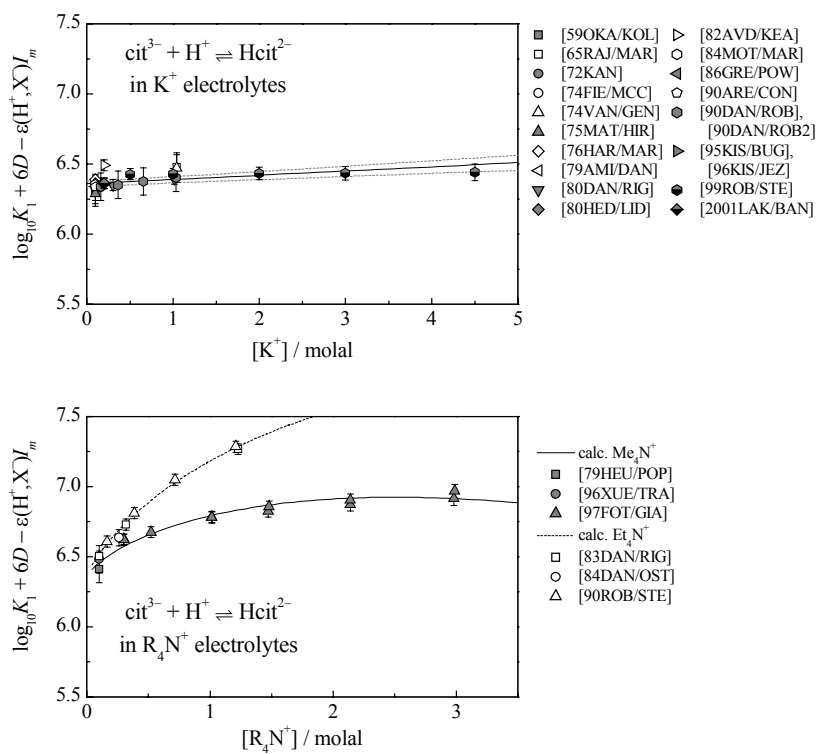 log₁₀K₁ + 6D − ε(H⁺,X⁻)Iₘ
7.5
7.0
6.5
6.0
5.5
cit³⁻ + H⁺ ⇌ Hcit²⁻
in K⁺ electrolytes
0 1 2 3 4 5
[K⁺] / molal
[59OKA/KOL]
[65RAJ/MAR]
[72KAN]
[74FIE/MCC]
[74VAN/GEN]
[75MAT/HIR]
[76HAR/MAR]
[79AMI/DAN]
[80DAN/RIG]
[80HED/LID]
[82AVD/KEA]
[84MOT/MAR]
[86GRE/POW]
[90ARE/CON]
[90DAN/ROB],
[90DAN/ROB2]
[95KIS/BUG],
[96KIS/JEZ]
[99ROB/STE]
[2001LAK/BAN]
log₁₀K₁ + 6D − ε(H⁺,X⁻)Iₘ
7.5
7.0
6.5
6.0
5.5
cit³⁻ + H⁺ ⇌ Hcit²⁻
in R₄N⁺ electrolytes
0 1 2 3
[R₄N⁺] / molal
calc. Me₄N⁺
[79HEU/POP]
[96XUE/TRA]
[97FOT/GIA]
calc. Et₄N⁺
[83DAN/RIG]
[84DAN/OST]
[90ROB/STE]